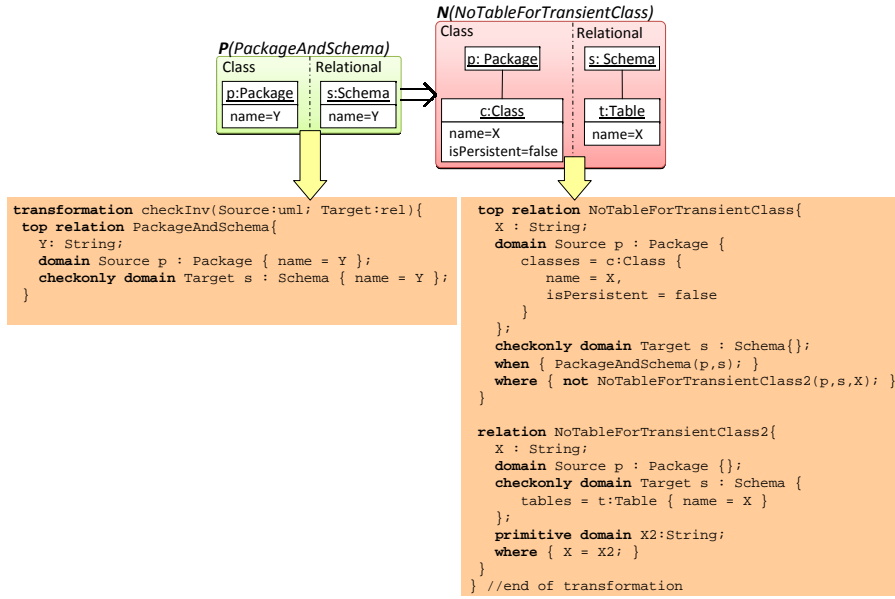 P(PackageAndSchema)
Class
Relational
p:Package
name=Y
s:Schema
name=Y
N(NoTableForTransientClass)
Class
Relational
p: Package
s: Schema
c:Class
name=X
isPersistent=false
t:Table
name=X
transformation checkInv(Source:uml; Target:rel){
top relation PackageAndSchema{
Y: String;
domain Source p : Package { name = Y };
checkonly domain Target s : Schema { name = Y };
}
top relation NoTableForTransientClass{
X : String;
domain Source p : Package {
classes = c:Class {
name = X,
isPersistent = false
}
};
checkonly domain Target s : Schema{};
when { PackageAndSchema(p,s); }
where { not NoTableForTransientClass2(p,s,X); }
}
relation NoTableForTransientClass2{
X : String;
domain Source p : Package {};
checkonly domain Target s : Schema {
tables = t:Table { name = X }
};
primitive domain X2:String;
where { X = X2; }
}
} //end of transformation